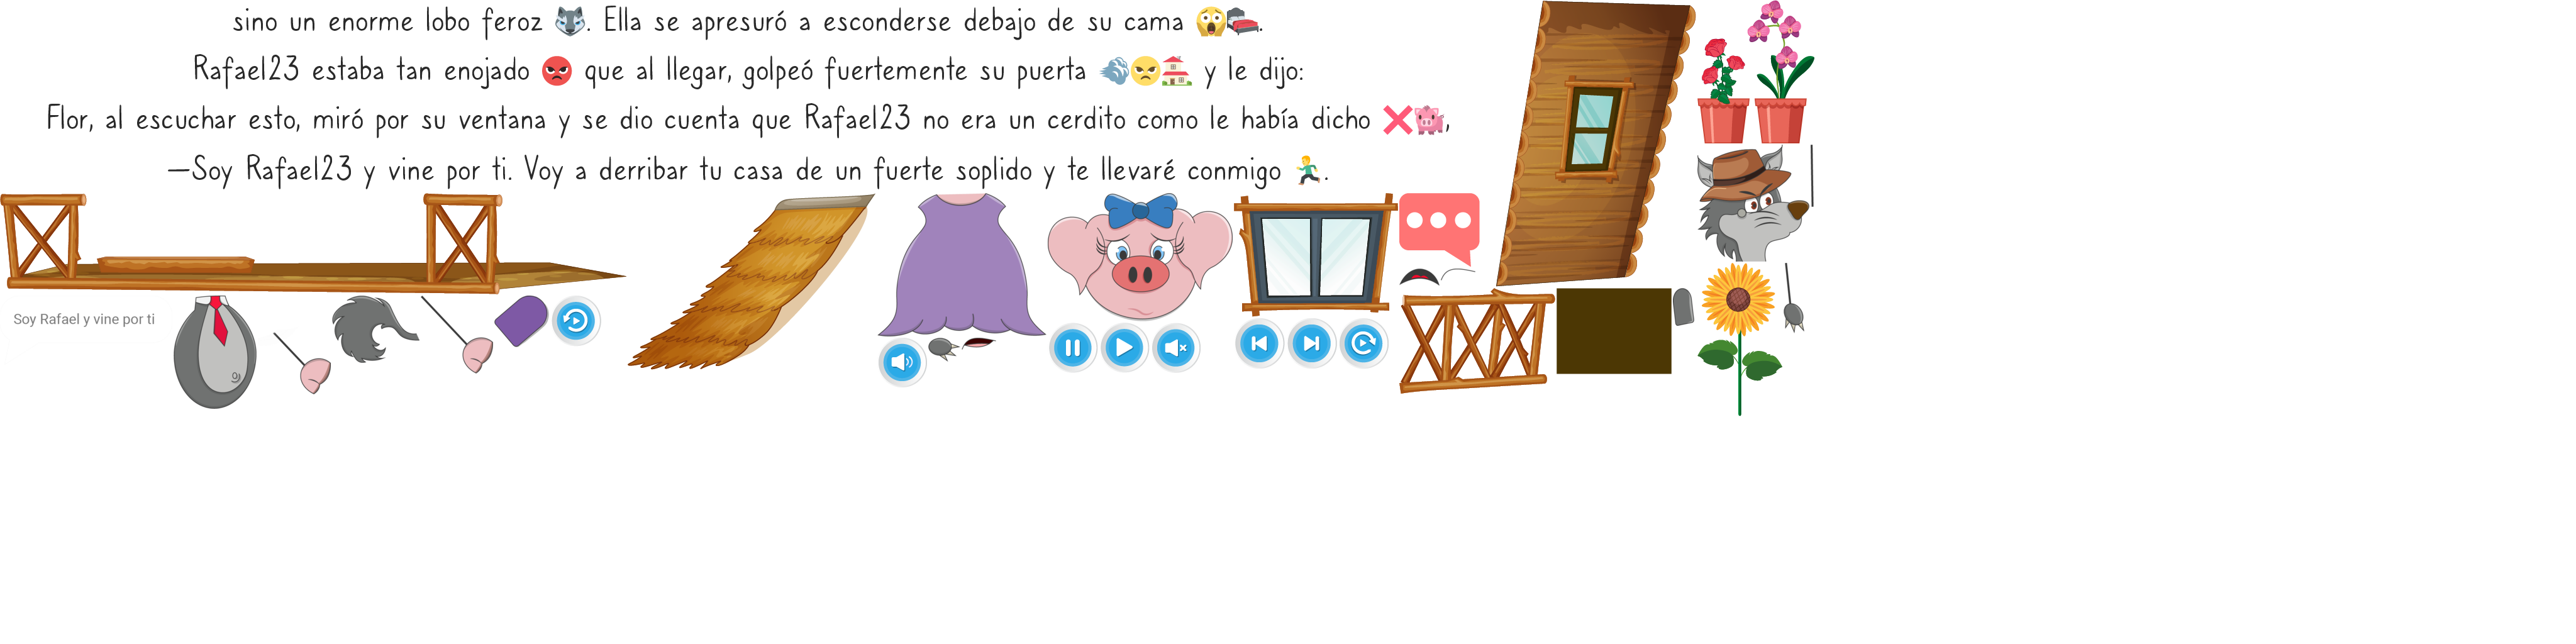 sino un enorme lobo feroz 🐺. Ella se apresuró a esconderse debajo de su cama 😱🛏️.
Rafael23 estaba tan enojado 😡 que al llegar, golpeó fuertemente su puerta 💨😠🏠 y le dijo:
Flor, al escuchar esto, miró por su ventana y se dio cuenta que Rafael23 no era un cerdito como le había dicho ❌🐷,
—Soy Rafael23 y vine por ti. Voy a derribar tu casa de un fuerte soplido y te llevaré conmigo 🏃‍♂️.
Soy Rafael y vine por ti